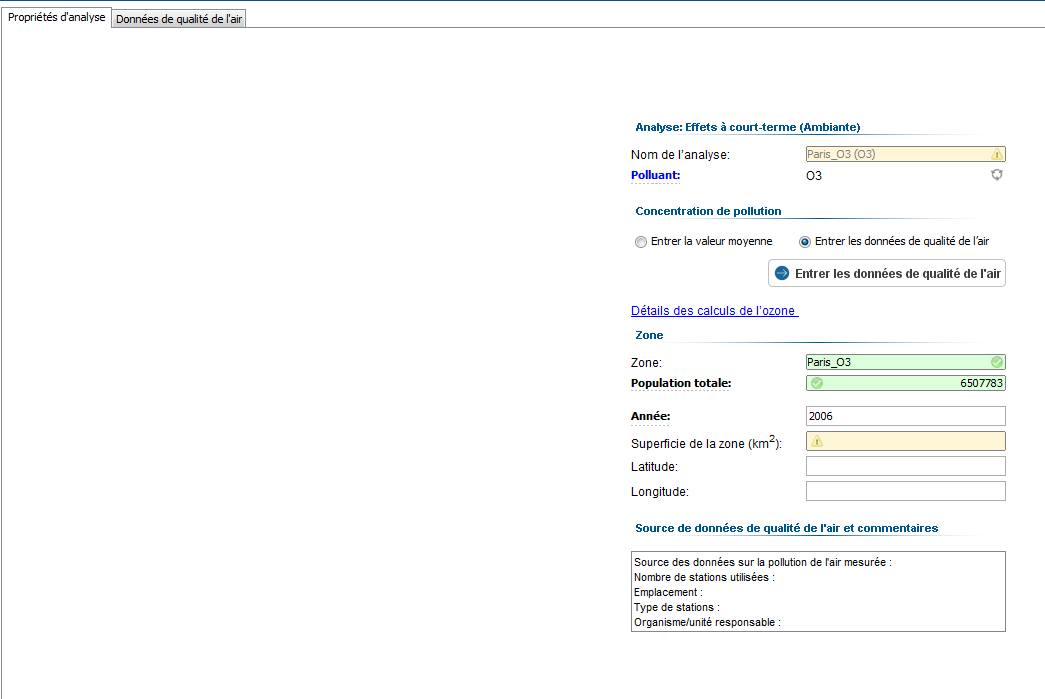 Propriétés d'analyse
Données de qualité de l'air
Analyse: Effets à court-terme (Ambiante)
Nom de l'analyse:
Paris_O3 (O3)
Polluant:
O3
Concentration de pollution
Entrer la valeur moyenne
Entrer les données de qualité de l'air
Entrer les données de qualité de l'air
Détails des calculs de l'ozone
Zone
Zone:
Paris_O3
Population totale:
6507783
Année:
2006
Superficie de la zone (km²):
Latitude:
Longitude:
Source de données de qualité de l'air et commentaires
Source des données sur la pollution de l'air mesurée :
Nombre de stations utilisées :
Emplacement :
Type de stations :
Organisme/unité responsable :